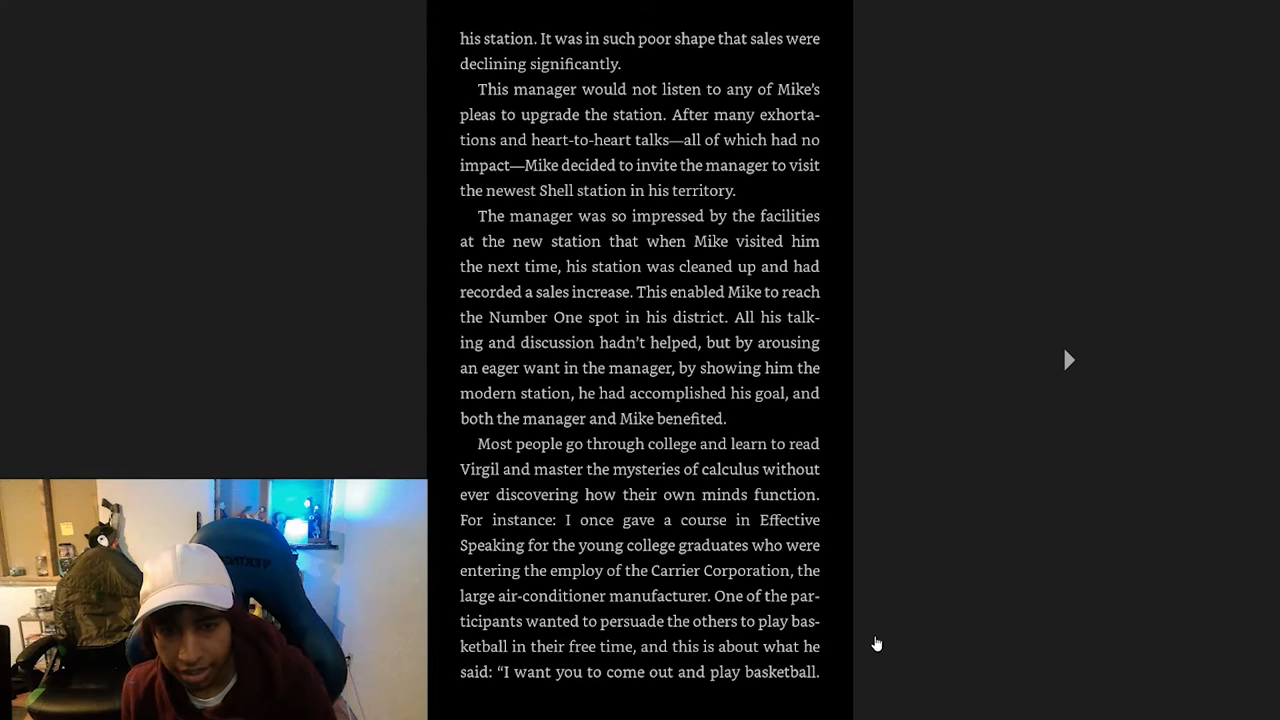 his station. It was in such poor shape that sales were
declining significantly.
This manager would not listen to any of Mike's
pleas to upgrade the station. After many exhorta-
tions and heart-to-heart talks—all of which had no
impact—Mike decided to invite the manager to visit
the newest Shell station in his territory.
The manager was so impressed by the facilities
at the new station that when Mike visited him
the next time, his station was cleaned up and had
recorded a sales increase. This enabled Mike to reach
the Number One spot in his district. All his talk-
ing and discussion hadn't helped, but by arousing
an eager want in the manager, by showing him the
modern station, he had accomplished his goal, and
both the manager and Mike benefited.
Most people go through college and learn to read
Virgil and master the mysteries of calculus without
ever discovering how their own minds function.
For instance: I once gave a course in Effective
Speaking for the young college graduates who were
entering the employ of the Carrier Corporation, the
large air-conditioner manufacturer. One of the par-
ticipants wanted to persuade the others to play bas-
ketball in their free time, and this is about what he
said: “I want you to come out and play basketball.